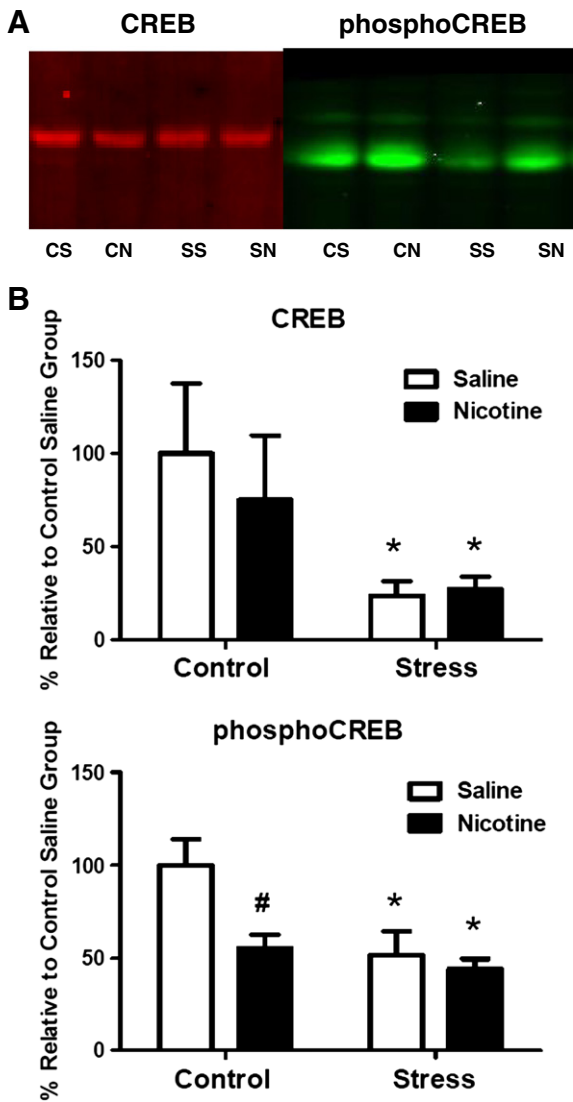 A
CREB phosphoCREB
CS CN SS SN CS CN SS SN
B
CREB
% Relative to Control Saline Group
150
100
50
0
Saline
Nicotine
* *
Control Stress
phosphoCREB
% Relative to Control Saline Group
150
100
50
0
Saline
Nicotine
# * *
Control Stress